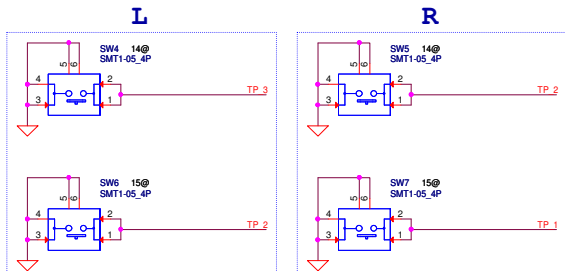 L R
SW4 14@
SMT1-05_4P
5 6
4 2
3 1
TP_3
SW5 14@
SMT1-05_4P
5 6
4 2
3 1
TP_2
SW6 15@
SMT1-05_4P
5 6
4 2
3 1
TP_2
SW7 15@
SMT1-05_4P
5 6
4 2
3 1
TP_1